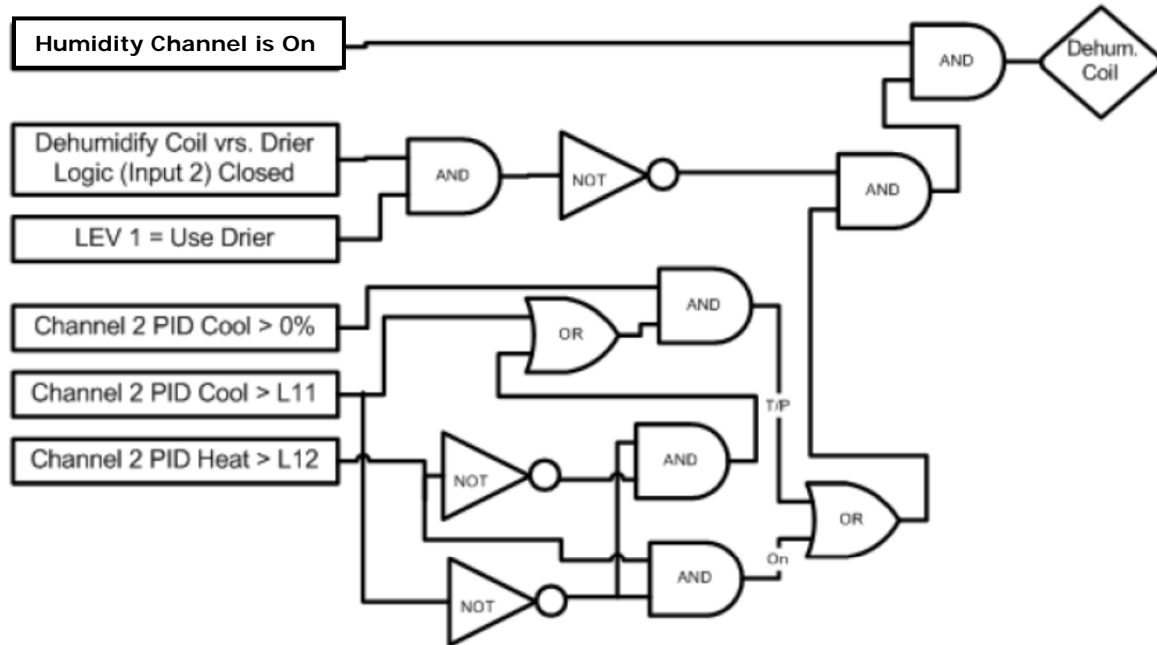 Humidity Channel is On
AND
Dehum.
Coil
Dehumidify Coil vrs. Drier
Logic (Input 2) Closed
AND
NOT
AND
LEV 1 = Use Drier
Channel 2 PID Cool > 0%
AND
OR
Channel 2 PID Cool > L11
T/P
Channel 2 PID Heat > L12
NOT
AND
OR
On
NOT
AND